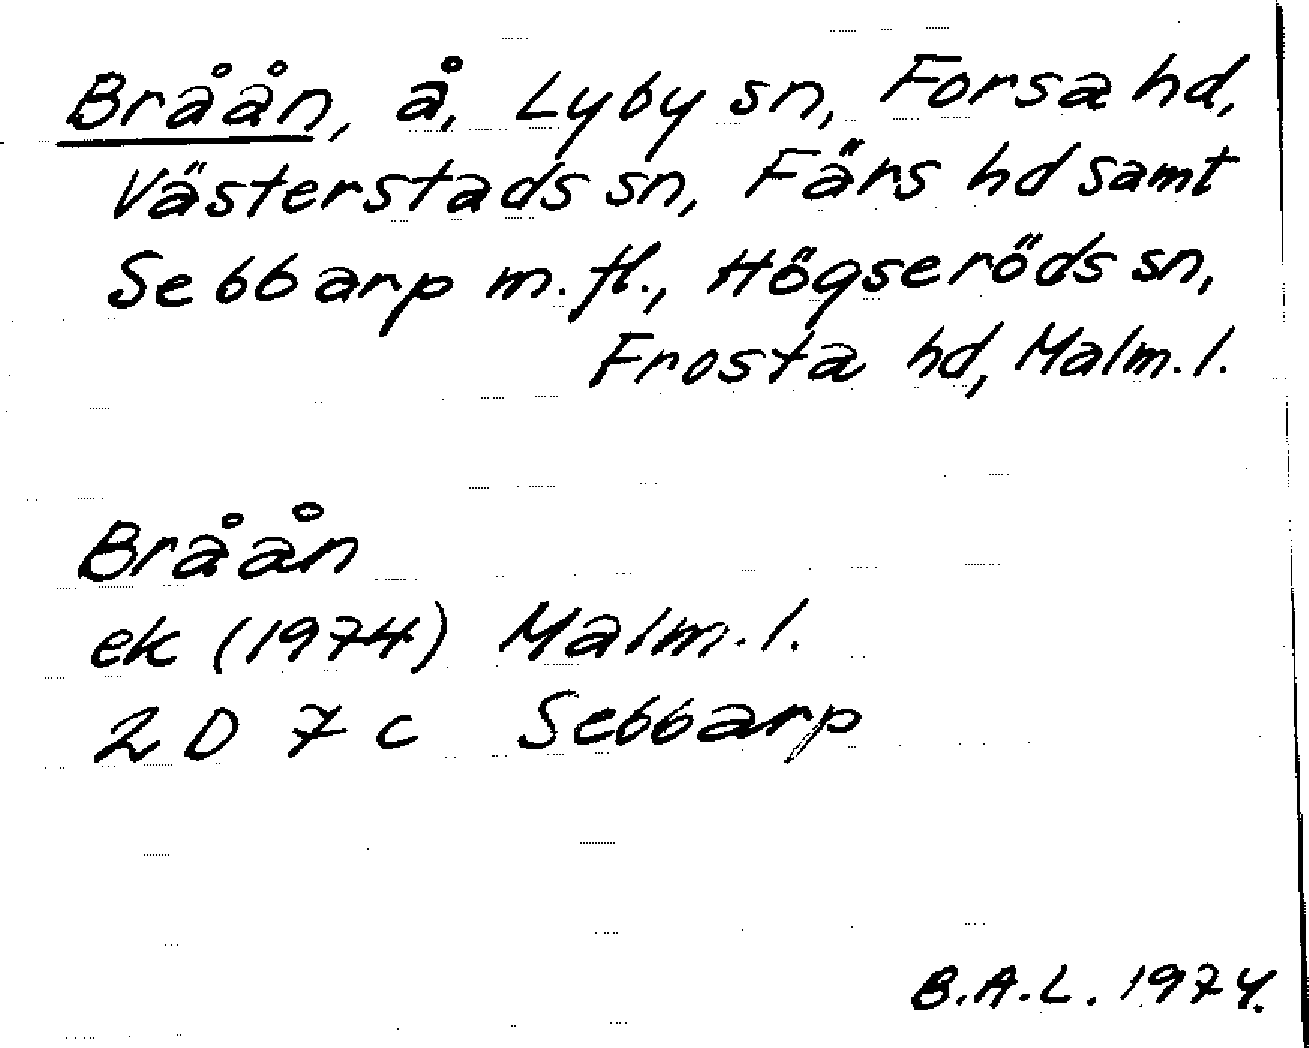 Bråån, å, Lyby sn, Forsa hd,
Västerstads sn, Färs hd samt
Sebbarp m.fl., Högseröds sn,
Frosta hd, Malm.l.
Bråån
ek (1974) Malm.l.
2 D 7 c Sebbarp
B.A.L. 1974.